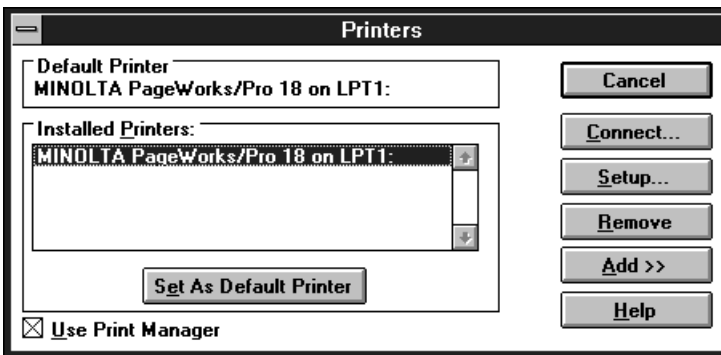 Printers
Default Printer
MINOLTA PageWorks/Pro 18 on LPT1:
Installed Printers:
MINOLTA PageWorks/Pro 18 on LPT1:
Set As Default Printer
Use Print Manager
Cancel
Connect...
Setup...
Remove
Add >>
Help